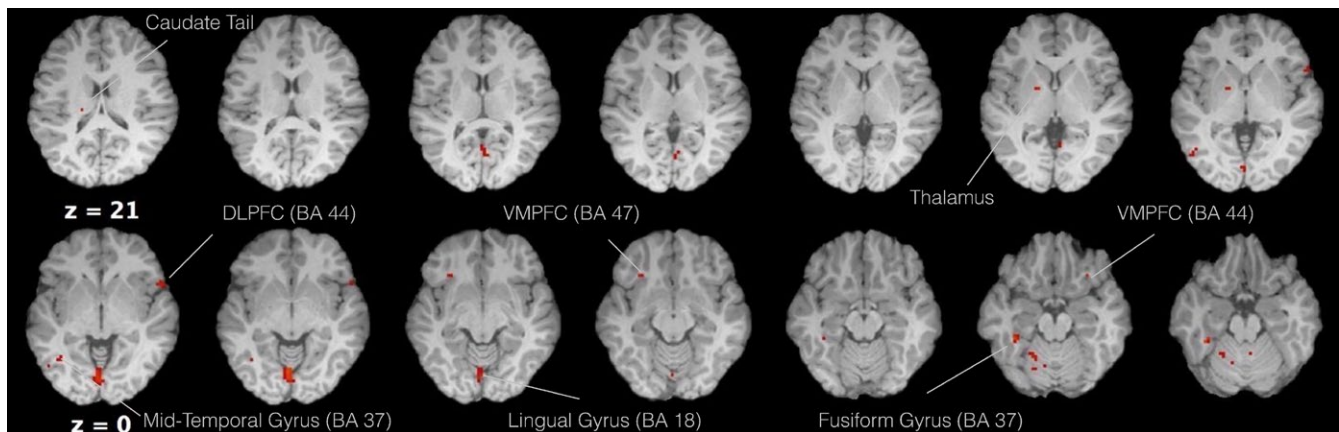 Caudate Tail
Thalamus
z = 21
DLPFC (BA 44)
VMPFC (BA 47)
VMPFC (BA 44)
z = 0
Mid-Temporal Gyrus (BA 37)
Lingual Gyrus (BA 18)
Fusiform Gyrus (BA 37)